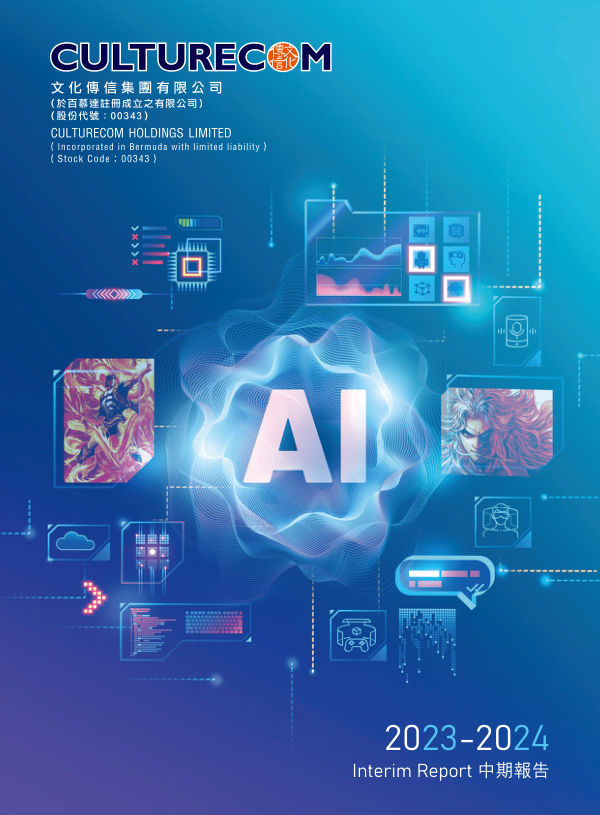 CULTURECOM
文化傳信集團有限公司
(於百慕達註冊成立之有限公司)
(股份代號：00343)
CULTURECOM HOLDINGS LIMITED
( Incorporated in Bermuda with limited liability )
( Stock Code : 00343 )
AI
2023-2024
Interim Report 中期報告